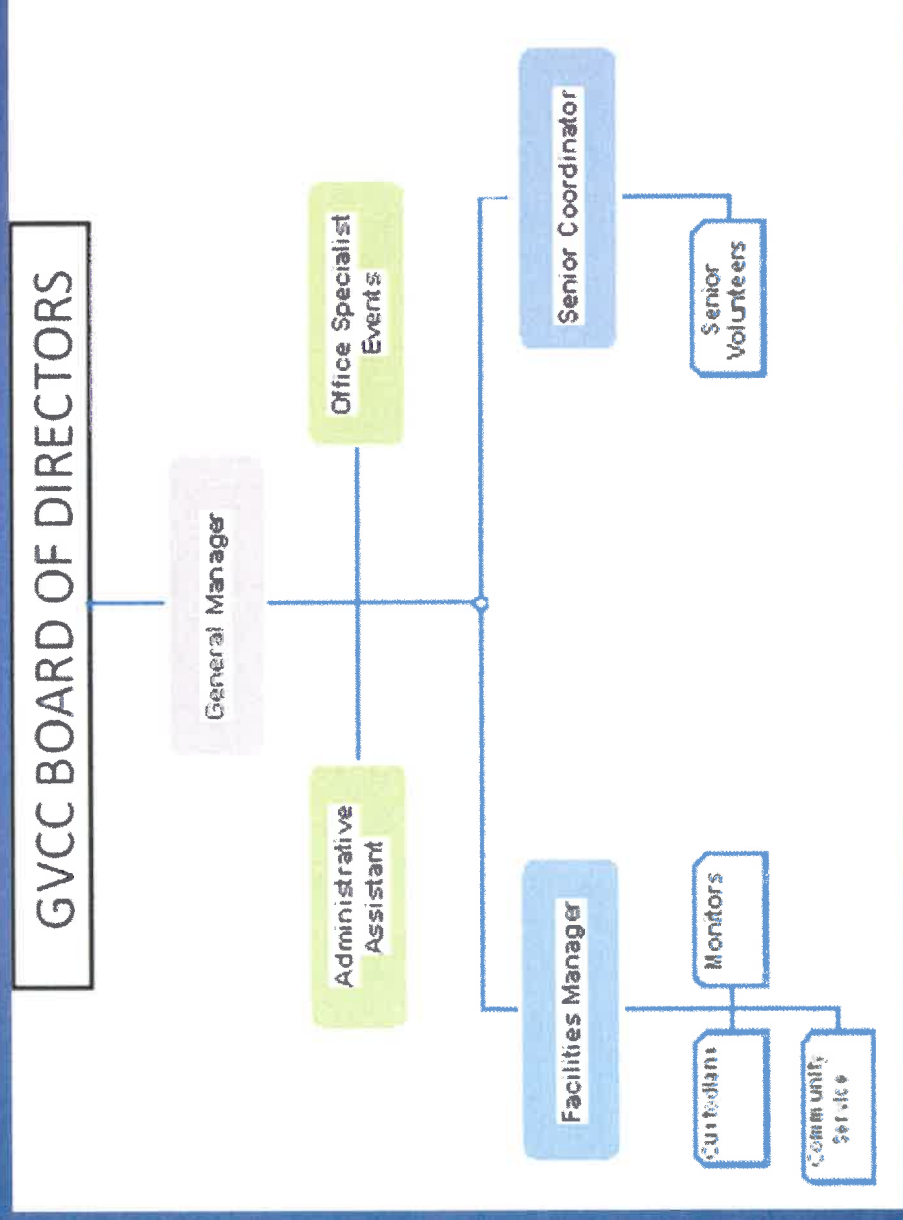 GVCC BOARD OF DIRECTORS
General Manager
Administrative
Assistant
Office Specialist
Events
Facilities Manager
Senior Coordinator
Custodians
Monitors
Community
Service
Senior
Volunteers